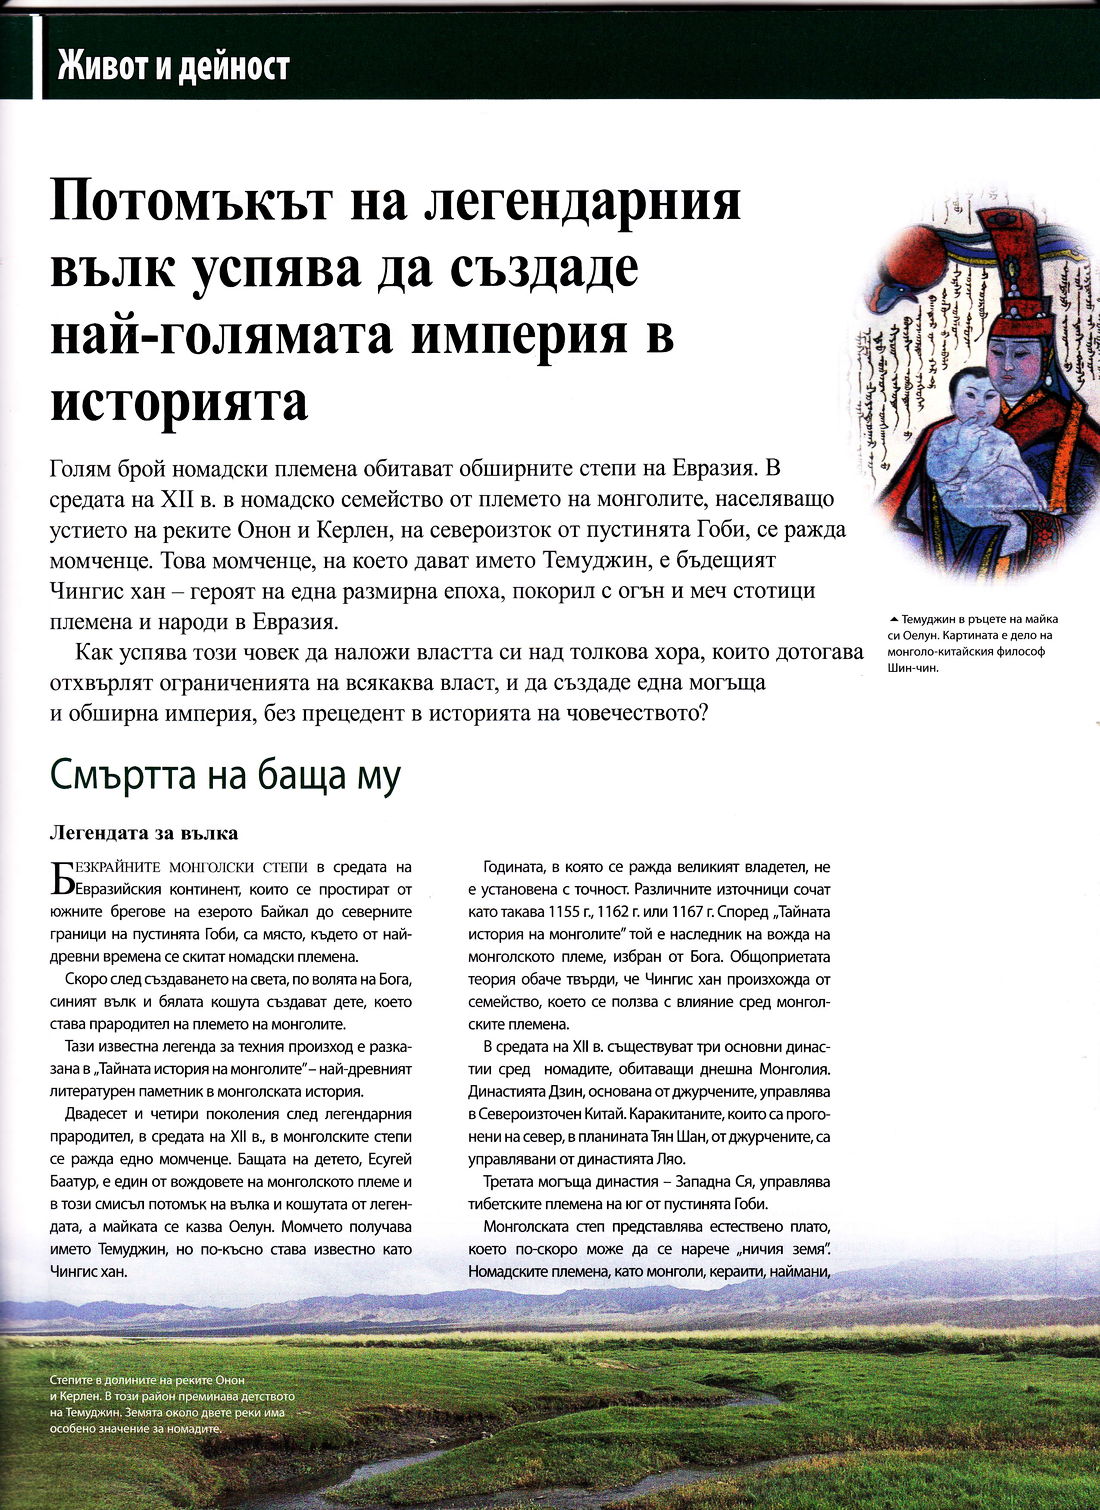 Живот и дейност
Потомъкът на легендарния
вълк успява да създаде
най-голямата империя в
историята
Голям брой номадски племена обитават обширните степи на Евразия. В
средата на XII в. в номадско семейство от племето на монголите, населяващо
устието на реките Онон и Керлен, на североизток от пустинята Гоби, се ражда
момченце. Това момченце, на което дават името Темуджин, е бъдещият
Чингис хан – героят на една размирна епоха, покорил с огън и меч стотици
племена и народи в Евразия.
Как успява този човек да наложи властта си над толкова хора, които дотогава
отхвърлят ограниченията на всякаква власт, и да създаде една могъща
и обширна империя, без прецедент в историята на човечеството?
Темуджин в ръцете на майка
си Оелун. Картината е дело на
монголо-китайския философ
Шин-чин.
Смъртта на баща му
Легендата за вълка
БЕЗКРАЙНИТЕ МОНГОЛСКИ СТЕПИ в средата на
Евразийския континент, които се простират от
южните брегове на езерото Байкал до северните
граници на пустинята Гоби, са място, където от най-
древни времена се скитат номадски племена.
Скоро след създаването на света, по волята на Бога,
синият вълк и бялата кошута създават дете, което
става прародител на племето на монголите.
Тази известна легенда за техния произход е разка-
зана в „Тайната история на монголите” – най-древният
литературен паметник в монголската история.
Двадесет и четири поколения след легендарния
прародител, в средата на XII в., в монголските степи
се ражда едно момченце. Бащата на детето, Есугей
Баатур, е един от вождовете на монголското племе и
в този смисъл потомък на вълка и кошутата от леген-
дата, а майката се казва Оелун. Момчето получава
името Темуджин, но по-късно става известно като
Чингис хан.
Годината, в която се ражда великият владетел, не
е установена с точност. Различните източници сочат
като такава 1155 г., 1162 г. или 1167 г. Според „Тайната
история на монголите” той е наследник на вожда на
монголското племе, избран от Бога. Общоприетата
теория обаче твърди, че Чингис хан произхожда от
семейство, което се ползва с влияние сред монгол-
ските племена.
В средата на XII в. съществуват три основни динас-
тии сред номадите, обитаващи днешна Монголия.
Династията Дзин, основана от джурчените, управлява
в Североизточен Китай. Каракитаните, които са прого-
нени на север, в планината Тян Шан, от джурчените, са
управлявани от династията Ляо.
Третата могъща династия – Западна Ся, управлява
тибетските племена на юг от пустинята Гоби.
Монголската степ представлява естествено плато,
което по-скоро може да се нарече „ничия земя”.
Номадските племена, като монголи, кераити, наймани,
Степите в долините на реките Онон
и Керлен. В този район преминава детството
на Темуджин. Земята около двете реки има
особено значение за номадите.